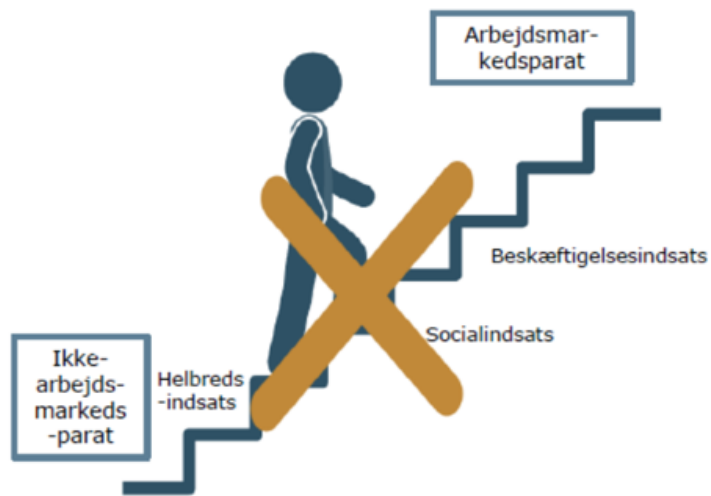 Arbejdsmar-
kedsparat
Beskæftigelsesindsats
Socialindsats
Helbreds
-indsats
Ikke-
arbejds-
markeds
-parat